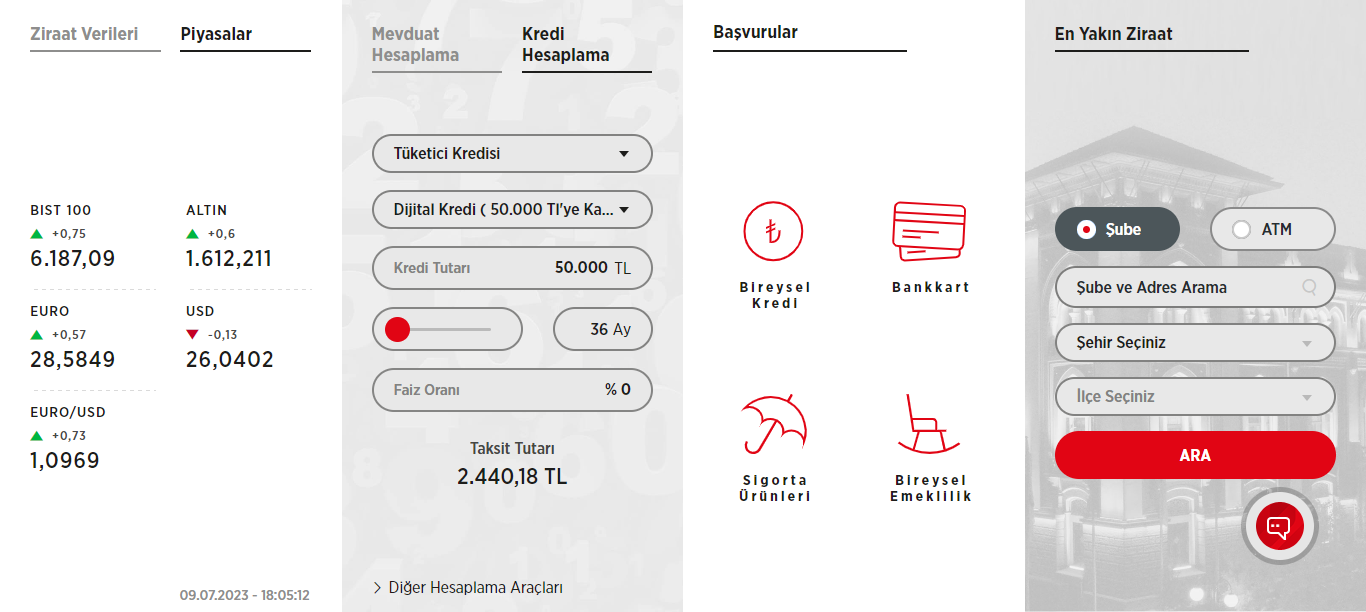 Ziraat Verileri
Piyasalar
BIST 100
+0,75
6.187,09
ALTIN
+0,6
1.612,211
EURO
+0,57
28,5849
USD
-0,13
26,0402
EURO/USD
+0,73
1,0969
09.07.2023 - 18:05:12
Mevduat
Hesaplama
Kredi
Hesaplama
Tüketici Kredisi
Dijital Kredi ( 50.000 Tl'ye Ka...
Kredi Tutarı 50.000 TL
36 Ay
Faiz Oranı % 0
Taksit Tutarı
2.440,18 TL
> Diğer Hesaplama Araçları
Başvurular
Bireysel
Kredi
Bankkart
Sigorta
Ürünleri
Bireysel
Emeklilik
En Yakın Ziraat
Şube
ATM
Şube ve Adres Arama
Şehir Seçiniz
İlçe Seçiniz
ARA